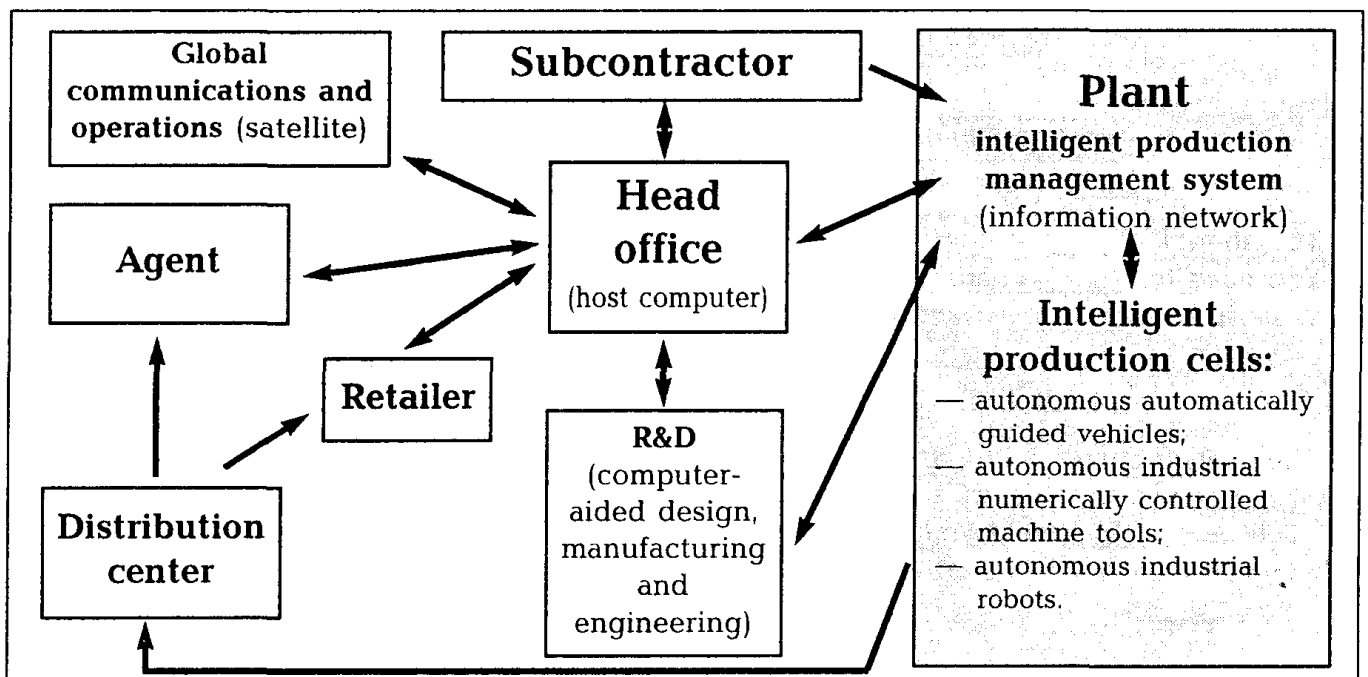 Global
communications and
operations (satellite)
Subcontractor
Plant
intelligent production
management system
(information network)
Head
office
(host computer)
Agent
Retailer
Intelligent
production cells:
— autonomous automatically
guided vehicles;
— autonomous industrial
numerically controlled
machine tools;
— autonomous industrial
robots.
R&D
(computer-
aided design,
manufacturing
and
engineering)
Distribution
center